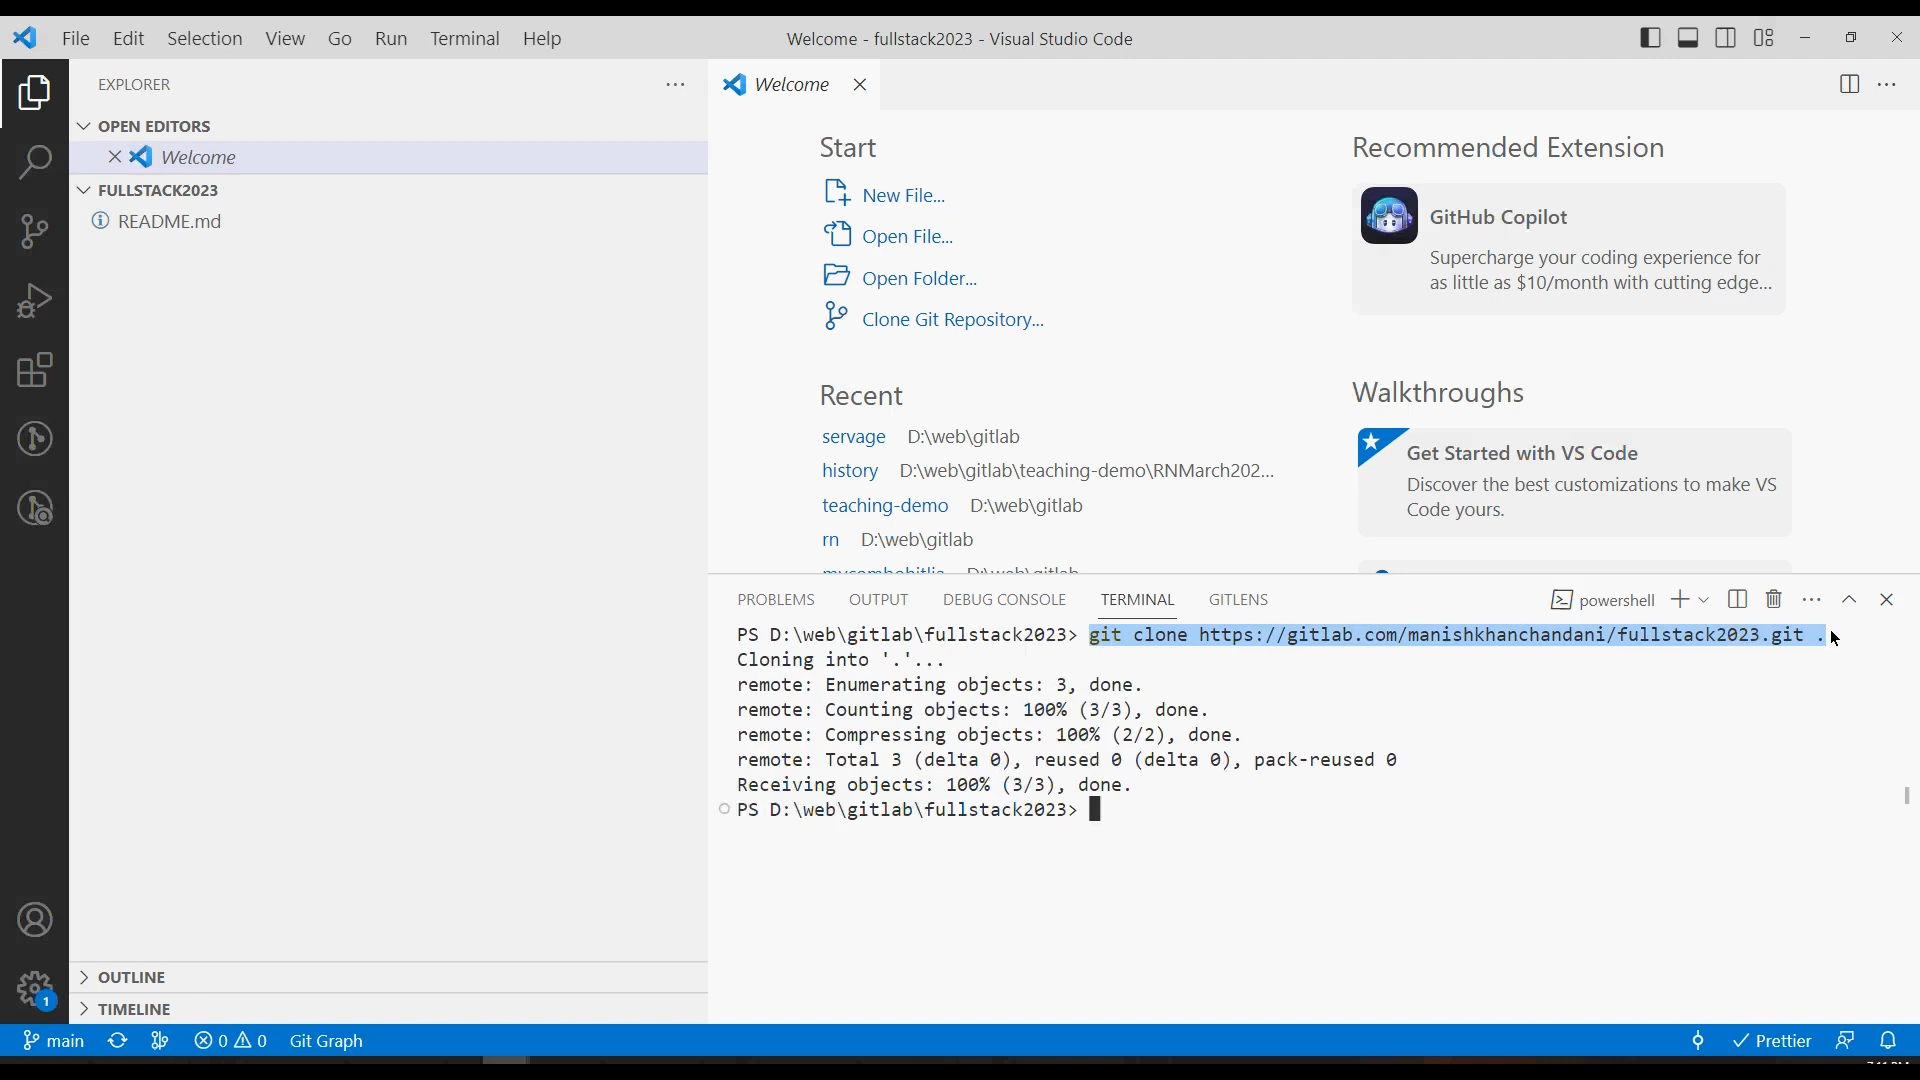 File Edit Selection View Go Run Terminal Help
Welcome - fullstack2023 - Visual Studio Code
EXPLORER
OPEN EDITORS
Welcome
FULLSTACK2023
README.md
OUTLINE
TIMELINE
Welcome
Start
New File...
Open File...
Open Folder...
Clone Git Repository...
Recent
servage D:\web\gitlab
history D:\web\gitlab\teaching-demo\RNMarch202...
teaching-demo D:\web\gitlab
rn D:\web\gitlab
Recommended Extension
GitHub Copilot
Supercharge your coding experience for
as little as $10/month with cutting edge...
Walkthroughs
Get Started with VS Code
Discover the best customizations to make VS
Code yours.
PROBLEMS OUTPUT DEBUG CONSOLE TERMINAL GITLENS
powershell
PS D:\web\gitlab\fullstack2023> git clone https://gitlab.com/manishkhanchandani/fullstack2023.git .
Cloning into '.'...
remote: Enumerating objects: 3, done.
remote: Counting objects: 100% (3/3), done.
remote: Compressing objects: 100% (2/2), done.
remote: Total 3 (delta 0), reused 0 (delta 0), pack-reused 0
Receiving objects: 100% (3/3), done.
PS D:\web\gitlab\fullstack2023>
1
main 0 0 Git Graph
Prettier